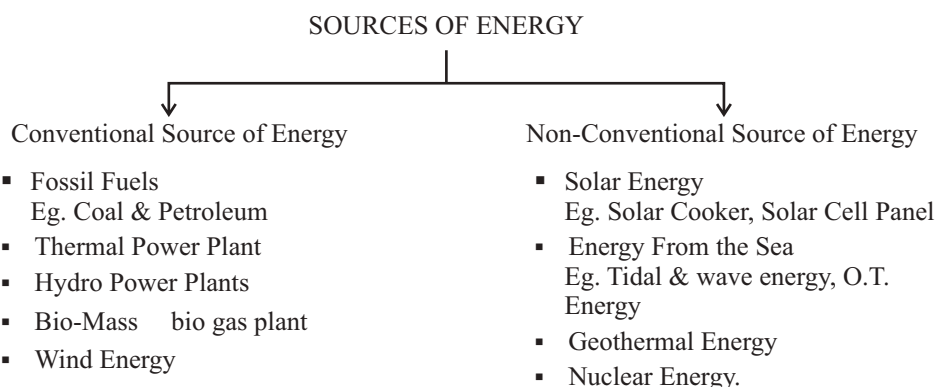 SOURCES OF ENERGY
Conventional Source of Energy
▪ Fossil Fuels
Eg. Coal & Petroleum
▪ Thermal Power Plant
▪ Hydro Power Plants
▪ Bio-Mass bio gas plant
▪ Wind Energy
Non-Conventional Source of Energy
▪ Solar Energy
Eg. Solar Cooker, Solar Cell Panel
▪ Energy From the Sea
Eg. Tidal & wave energy, O.T.
Energy
▪ Geothermal Energy
▪ Nuclear Energy.